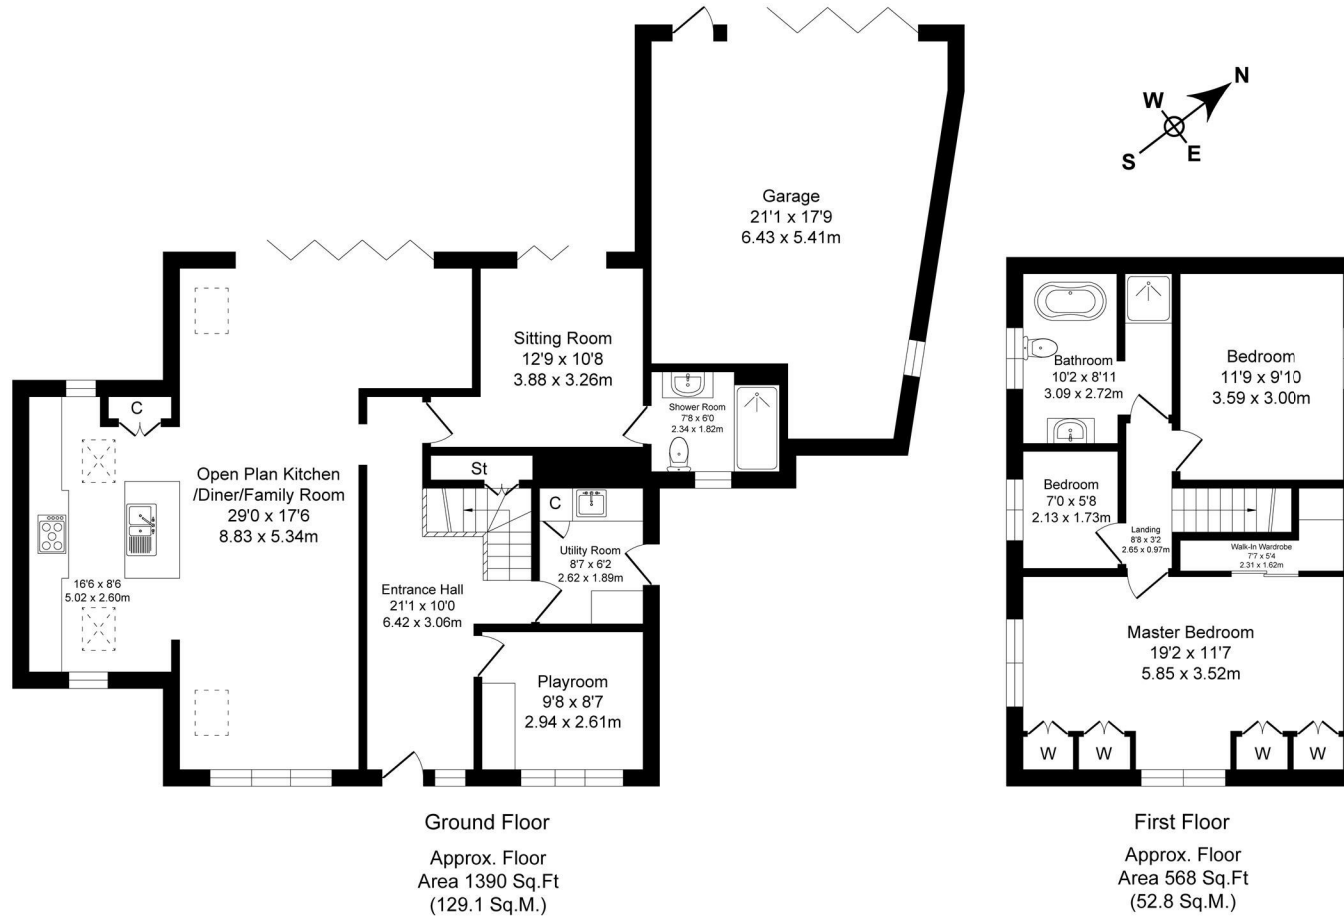 N
W
E
S
Garage
21'1 x 17'9
6.43 x 5.41m
Sitting Room
12'9 x 10'8
3.88 x 3.26m
Shower Room
7'8 x 6'0
2.34 x 1.82m
C
St
Open Plan Kitchen
/Diner/Family Room
29'0 x 17'6
8.83 x 5.34m
16'6 x 8'6
5.02 x 2.60m
C
Utility Room
8'7 x 6'2
2.62 x 1.89m
Entrance Hall
21'1 x 10'0
6.42 x 3.06m
Playroom
9'8 x 8'7
2.94 x 2.61m
Ground Floor
Approx. Floor
Area 1390 Sq.Ft
(129.1 Sq.M.)
Bathroom
10'2 x 8'11
3.09 x 2.72m
Bedroom
11'9 x 9'10
3.59 x 3.00m
Bedroom
7'0 x 5'8
2.13 x 1.73m
Landing
8'8 x 3'2
2.65 x 0.97m
Walk-In Wardrobe
7'7 x 5'4
2.31 x 1.62m
Master Bedroom
19'2 x 11'7
5.85 x 3.52m
W
W
W
W
First Floor
Approx. Floor
Area 568 Sq.Ft
(52.8 Sq.M.)